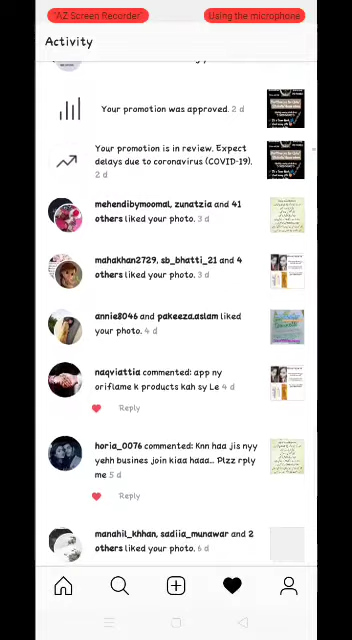 "AZ Screen Recorder"
Using the microphone
Activity
Your promotion was approved. 2 d
Your promotion is in review. Expect
delays due to coronavirus (COVID-19).
2 d
mehendibymoomal, zunatzia and 41
others liked your photo. 3 d
mahakhan2729, sb_bhatti_21 and 4
others liked your photo. 3 d
annie8046 and pakeeza.aslam liked
your photo. 4 d
naqviattia commented: app ny
oriflame k products kah sy Le 4 d
Reply
horia_0076 commented: Knn haa jis nyy
yehh busines join kiaa haaa... Plzz rply
me 5 d
Reply
manahil_khhan, sadiia_munawar and 2
others liked your photo. 6 d